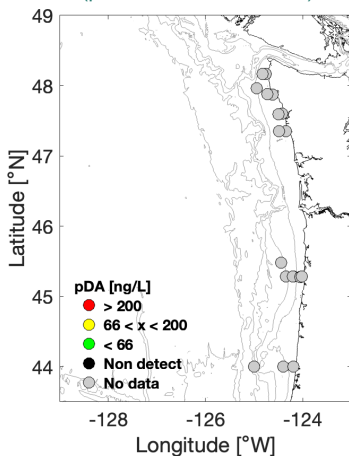 49
48
47
46
45
44
Latitude [°N]
pDA [ng/L]
> 200
66 < x < 200
< 66
Non detect
No data
-128
-126
-124
Longitude [°W]